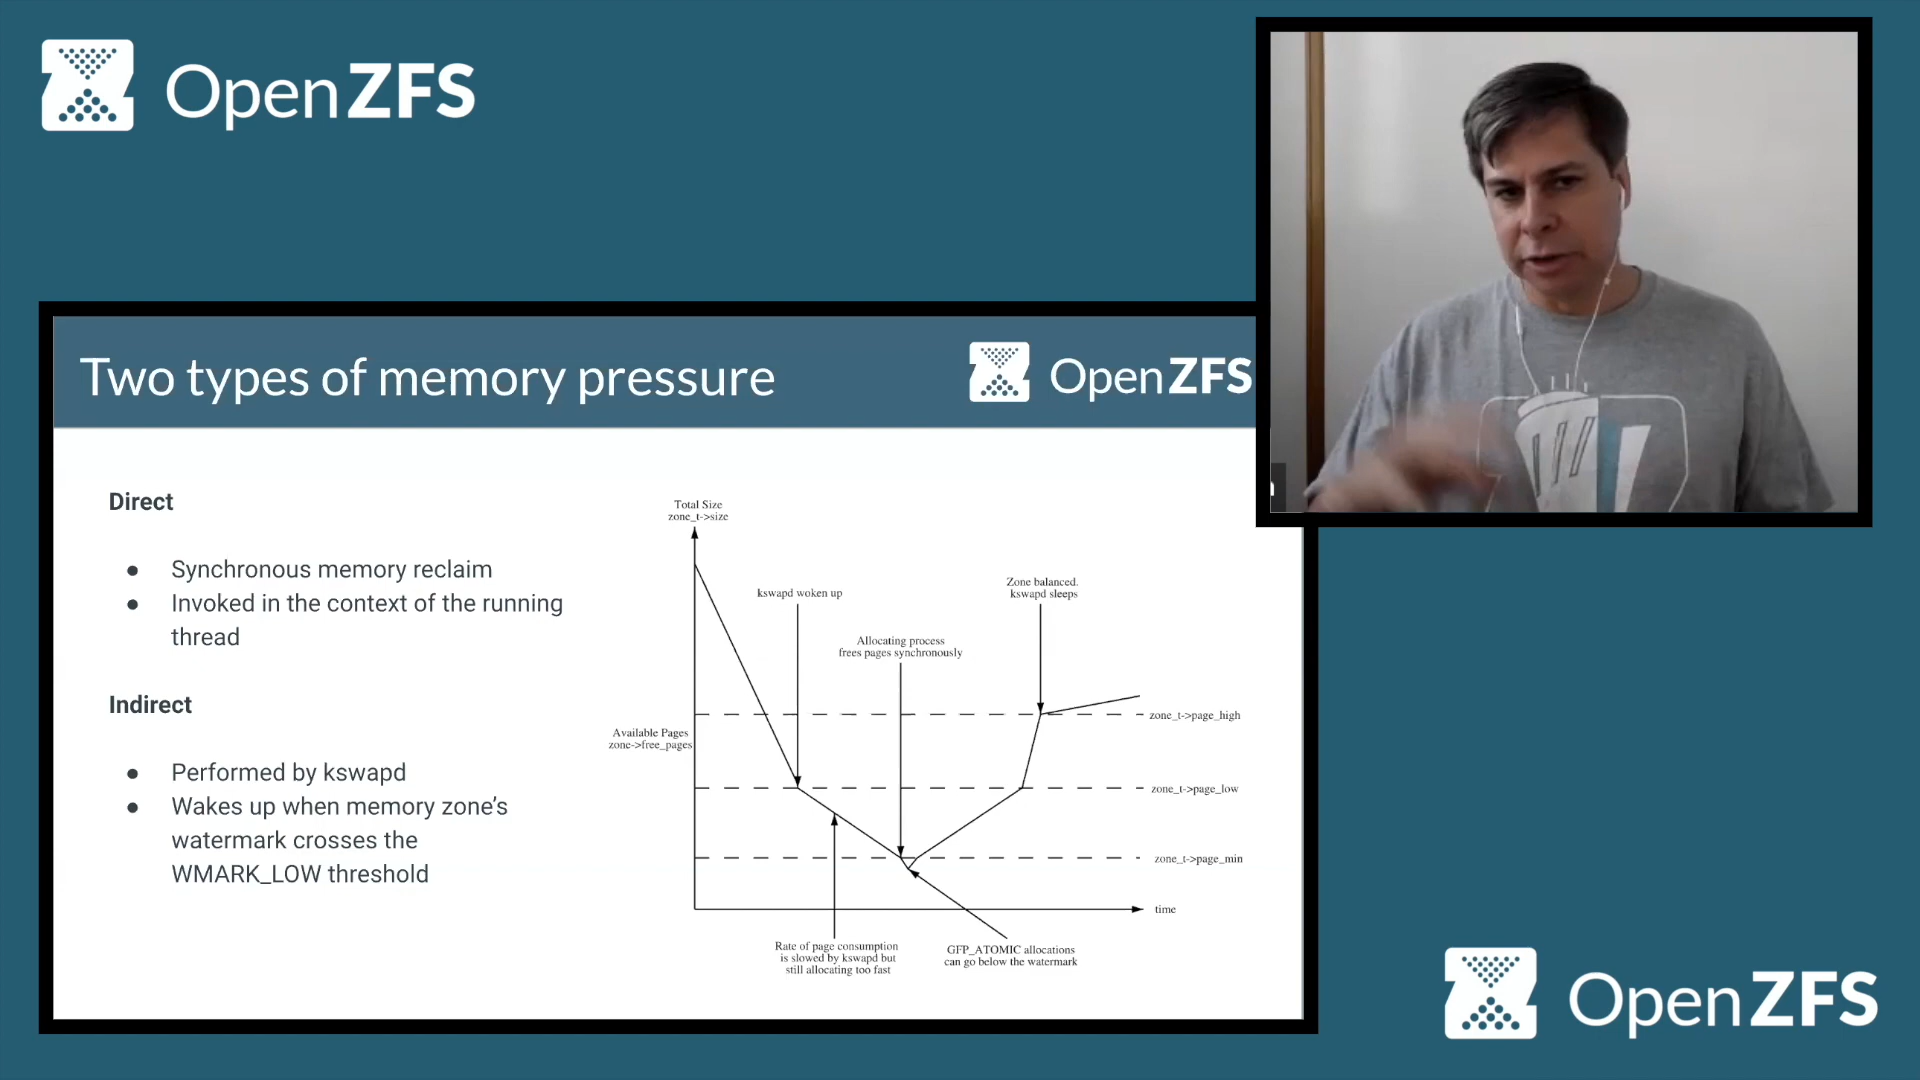 OpenZFS
Two types of memory pressure
OpenZFS
Direct
● Synchronous memory reclaim
● Invoked in the context of the running
thread
Indirect
● Performed by kswapd
● Wakes up when memory zone's
watermark crosses the
WMARK_LOW threshold
Total Size
zone_t->size
kswapd woken up
Zone balanced.
kswapd sleeps
Allocating process
frees pages synchronously
zone_t->page_high
Available Pages
zone->free_pages
zone_t->page_low
zone_t->page_min
time
Rate of page consumption
is slowed by kswapd but
still allocating too fast
GFP_ATOMIC allocations
can go below the watermark
OpenZFS